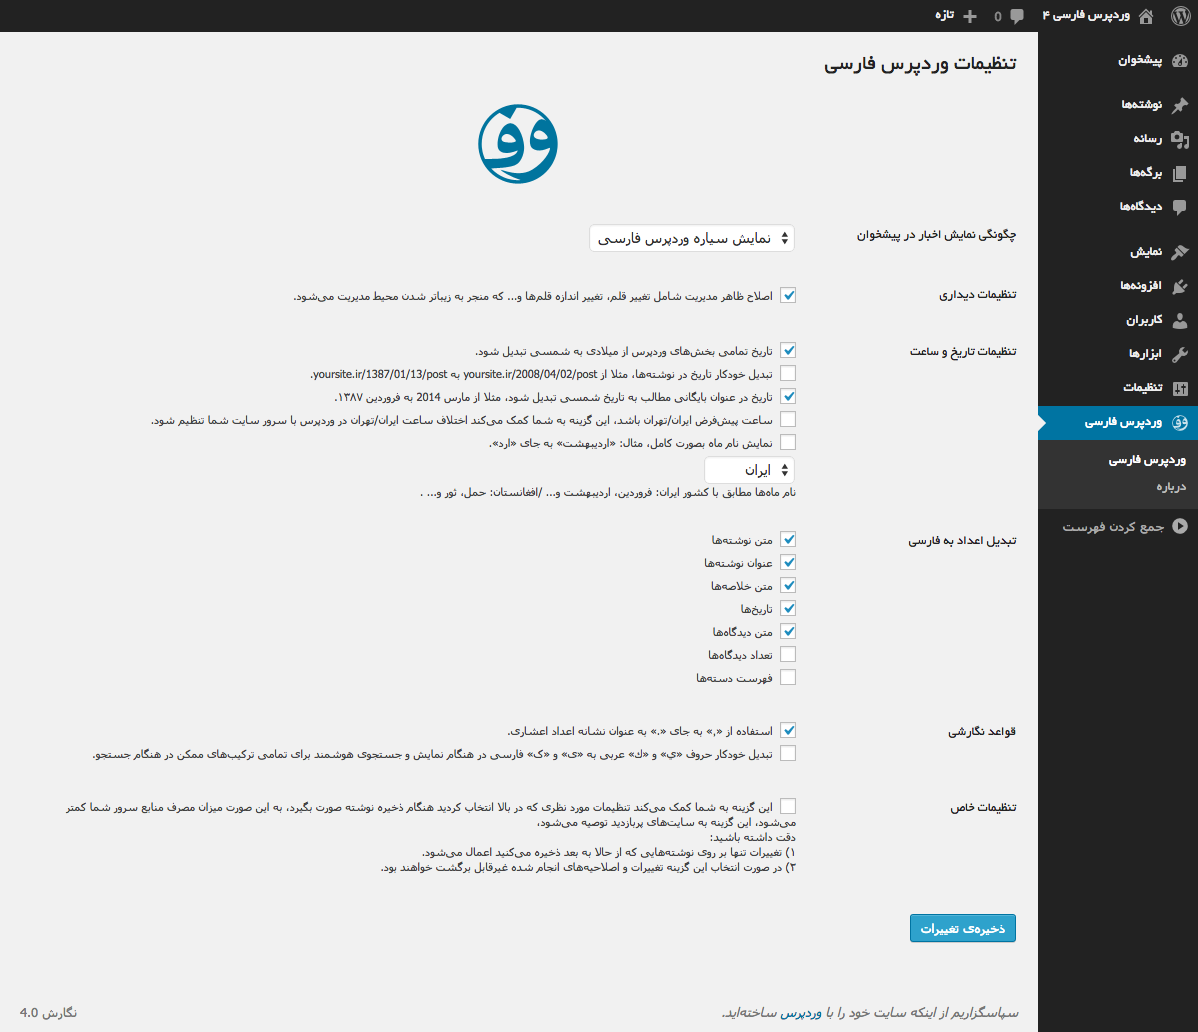 وردپرس فارسی ۴
0
تازه
پیشخوان
نوشته‌ها
رسانه
برگه‌ها
دیدگاه‌ها
نمایش
افزونه‌ها
کاربران
ابزارها
تنظیمات
وردپرس فارسی
وردپرس فارسی
درباره
جمع کردن فهرست
تنظیمات وردپرس فارسی
چگونگی نمایش اخبار در پیشخوان
نمایش سیاره وردپرس فارسی
تنظیمات دیداری
اصلاح ظاهر مدیریت شامل تغییر قلم، تغییر اندازه قلم‌ها و... که منجر به زیباتر شدن محیط مدیریت می‌شود.
تنظیمات تاریخ و ساعت
تاریخ تمامی بخش‌های وردپرس از میلادی به شمسی تبدیل شود.
تبدیل خودکار تاریخ در نوشته‌ها، مثلا از yoursite.ir/2008/04/02/post به yoursite.ir/1387/01/13/post.
تاریخ در عنوان بایگانی مطالب به تاریخ شمسی تبدیل شود، مثلا از مارس 2014 به فروردین ۱۳۸۷.
ساعت پیش‌فرض ایران/تهران باشد، این گزینه به شما کمک می‌کند اختلاف ساعت ایران/تهران در وردپرس با سرور سایت شما تنظیم شود.
نمایش نام ماه بصورت کامل، مثال: «اردیبهشت» به جای «ارد».
ایران
نام ماه‌ها مطابق با کشور ایران: فروردین، اردیبهشت و... /افغانستان: حمل، ثور و... .
تبدیل اعداد به فارسی
متن نوشته‌ها
عنوان نوشته‌ها
متن خلاصه‌ها
تاریخ‌ها
متن دیدگاه‌ها
تعداد دیدگاه‌ها
فهرست دسته‌ها
قواعد نگارشی
استفاده از «,» به جای «.» به عنوان نشانه اعداد اعشاری.
تبدیل خودکار حروف «ي» و «ك» عربی به «ی» و «ک» فارسی در هنگام نمایش و جستجوی هوشمند برای تمامی ترکیب‌های ممکن در هنگام جستجو.
تنظیمات خاص
این گزینه به شما کمک می‌کند تنظیمات مورد نظری که در بالا انتخاب کردید هنگام ذخیره نوشته صورت بگیرد، به این صورت میزان مصرف منابع سرور شما کمتر
می‌شود، این گزینه به سایت‌های پربازدید توصیه می‌شود،
دقت داشته باشید:
۱) تغییرات تنها بر روی نوشته‌هایی که از حالا به بعد ذخیره می‌کنید اعمال می‌شود.
۲) در صورت انتخاب این گزینه تغییرات و اصلاحیه‌های انجام شده غیرقابل برگشت خواهند بود.
ذخیره‌ی تغییرات
سپاسگزاریم از اینکه سایت خود را با وردپرس ساخته‌اید.
نگارش 4.0